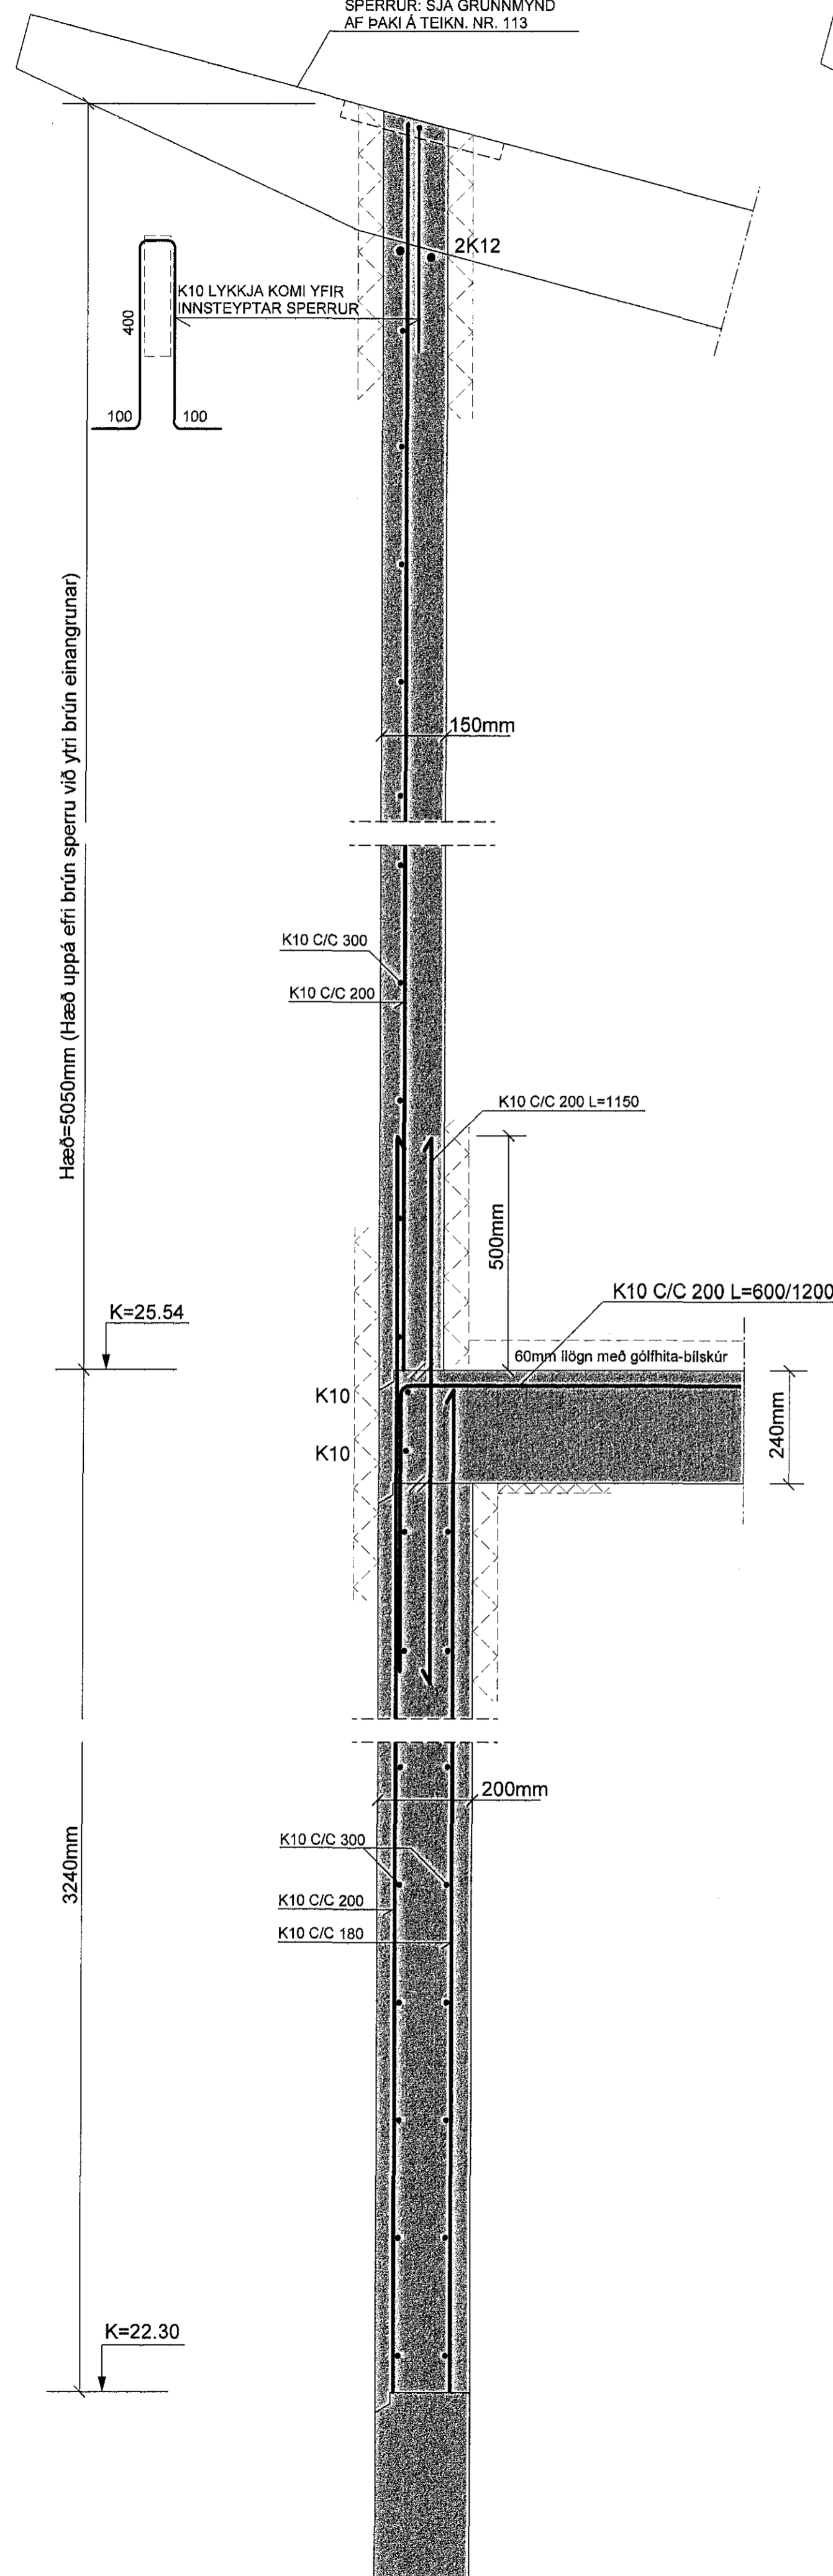 SPERRUR: SJÁ GRUNNMYND
AF ÞAKI Á TEIKN. NR. 113
2K12
K10 LYKKJA KOMI YFIR
INNSTEYPTAR SPERRUR
400
100
100
Hæð=5050mm (Hæð uppá efri brún sperru við ytri brún einangrunar)
150mm
K10 C/C 300
K10 C/C 200
K10 C/C 200 L=1150
500mm
K10 C/C 200 L=600/1200
K=25.54
60mm ílögn með gólfhita-bílskúr
K10
K10
240mm
200mm
3240mm
K10 C/C 300
K10 C/C 200
K10 C/C 180
K=22.30